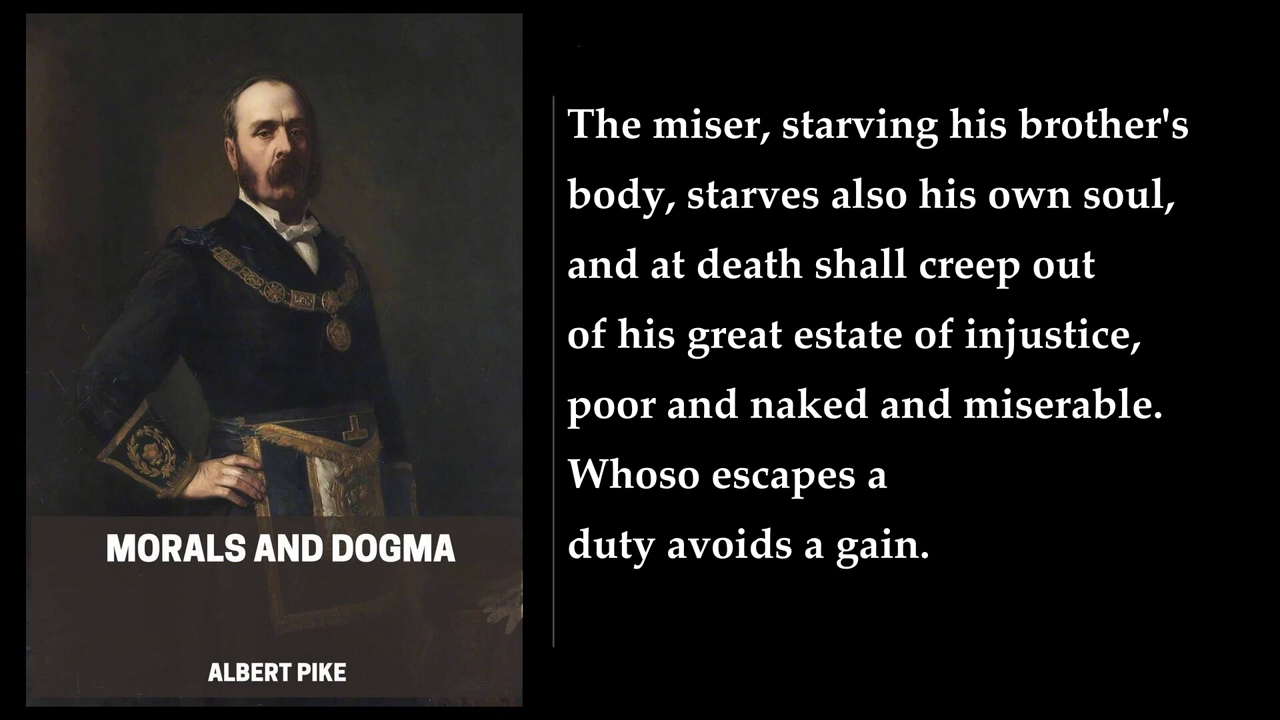 MORALS AND DOGMA
ALBERT PIKE
The miser, starving his brother's
body, starves also his own soul,
and at death shall creep out
of his great estate of injustice,
poor and naked and miserable.
Whoso escapes a
duty avoids a gain.